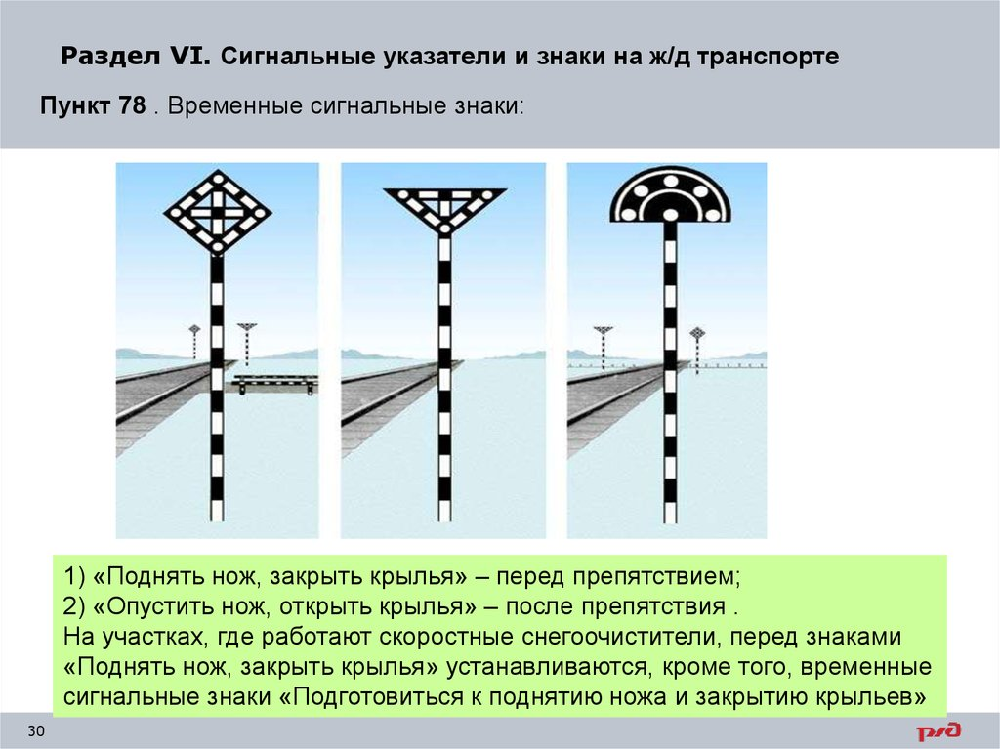 Раздел VI. Сигнальные указатели и знаки на ж/д транспорте
Пункт 78 . Временные сигнальные знаки:
1) «Поднять нож, закрыть крылья» – перед препятствием;
2) «Опустить нож, открыть крылья» – после препятствия .
На участках, где работают скоростные снегоочистители, перед знаками
«Поднять нож, закрыть крылья» устанавливаются, кроме того, временные
сигнальные знаки «Подготовиться к поднятию ножа и закрытию крыльев»
30
ржд